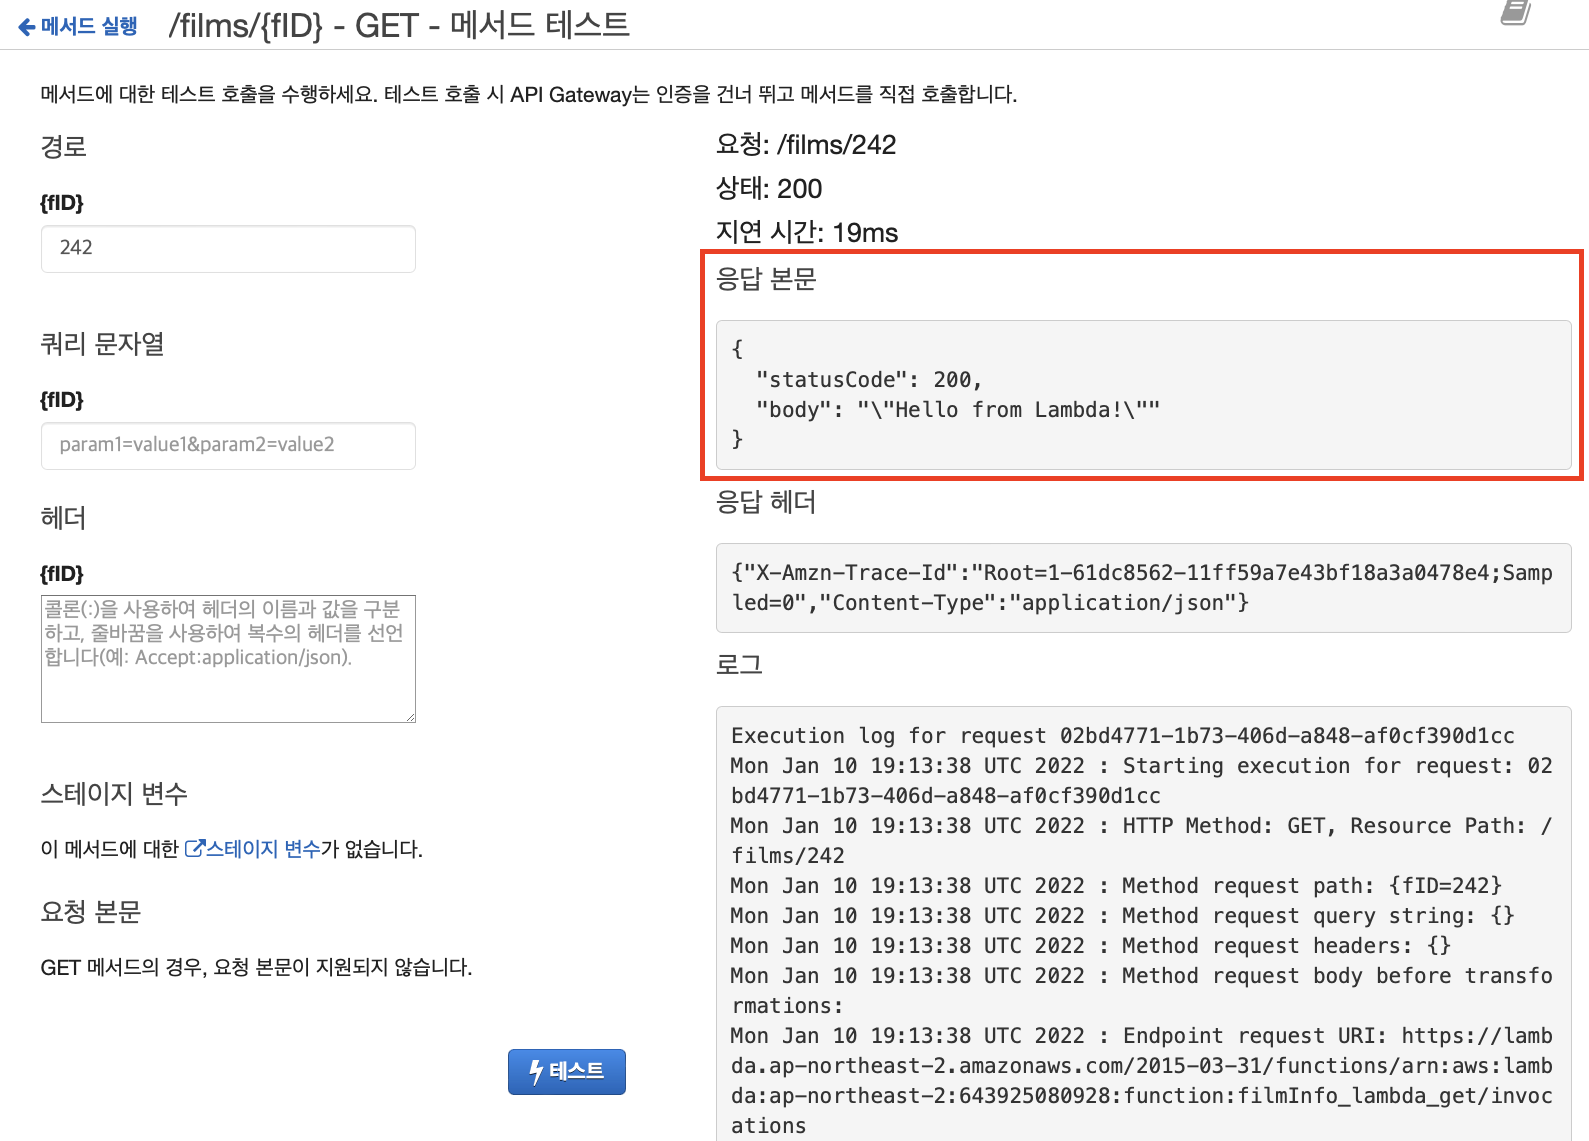 메서드 실행 /films/{fID} - GET - 메서드 테스트
메서드에 대한 테스트 호출을 수행하세요. 테스트 호출 시 API Gateway는 인증을 건너 뛰고 메서드를 직접 호출합니다.
경로
{fID}
242
쿼리 문자열
{fID}
param1=value1&param2=value2
헤더
{fID}
콜론(:)을 사용하여 헤더의 이름과 값을 구분
하고, 줄바꿈을 사용하여 복수의 헤더를 선언
합니다(예: Accept:application/json).
스테이지 변수
이 메서드에 대한 스테이지 변수가 없습니다.
요청 본문
GET 메서드의 경우, 요청 본문이 지원되지 않습니다.
테스트
요청: /films/242
상태: 200
지연 시간: 19ms
응답 본문
{
  "statusCode": 200,
  "body": "\"Hello from Lambda!\""
}
응답 헤더
{"X-Amzn-Trace-Id":"Root=1-61dc8562-11ff59a7e43bf18a3a0478e4;Samp
led=0","Content-Type":"application/json"}
로그
Execution log for request 02bd4771-1b73-406d-a848-af0cf390d1cc
Mon Jan 10 19:13:38 UTC 2022 : Starting execution for request: 02
bd4771-1b73-406d-a848-af0cf390d1cc
Mon Jan 10 19:13:38 UTC 2022 : HTTP Method: GET, Resource Path: /
films/242
Mon Jan 10 19:13:38 UTC 2022 : Method request path: {fID=242}
Mon Jan 10 19:13:38 UTC 2022 : Method request query string: {}
Mon Jan 10 19:13:38 UTC 2022 : Method request headers: {}
Mon Jan 10 19:13:38 UTC 2022 : Method request body before transfo
rmations:
Mon Jan 10 19:13:38 UTC 2022 : Endpoint request URI: https://lamb
da.ap-northeast-2.amazonaws.com/2015-03-31/functions/arn:aws:lamb
da:ap-northeast-2:643925080928:function:filmInfo_lambda_get/invoc
ations